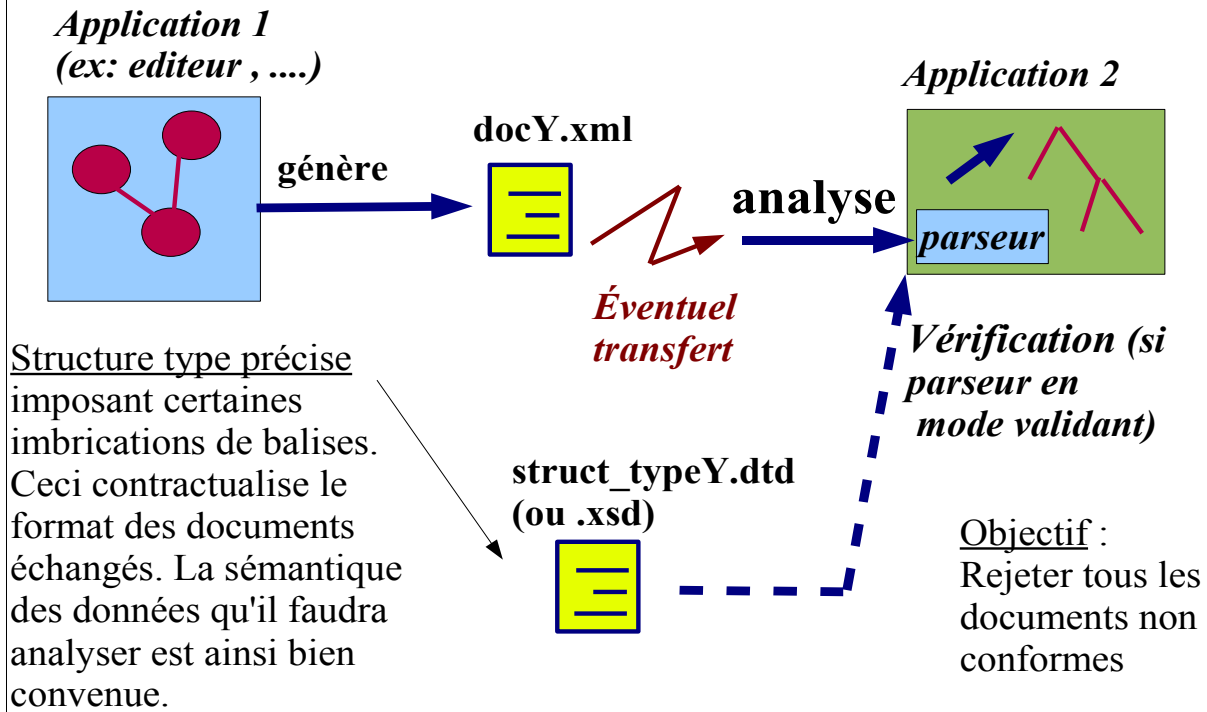 Application 1
(ex: editeur , ....)
génère
docY.xml
Éventuel
transfert
analyse
Application 2
parseur
Vérification (si
parseur en
mode validant)
Structure type précise
imposant certaines
imbrications de balises.
Ceci contractualise le
format des documents
échangés. La sémantique
des données qu'il faudra
analyser est ainsi bien
convenue.
struct_typeY.dtd
(ou .xsd)
Objectif :
Rejeter tous les
documents non
conformes